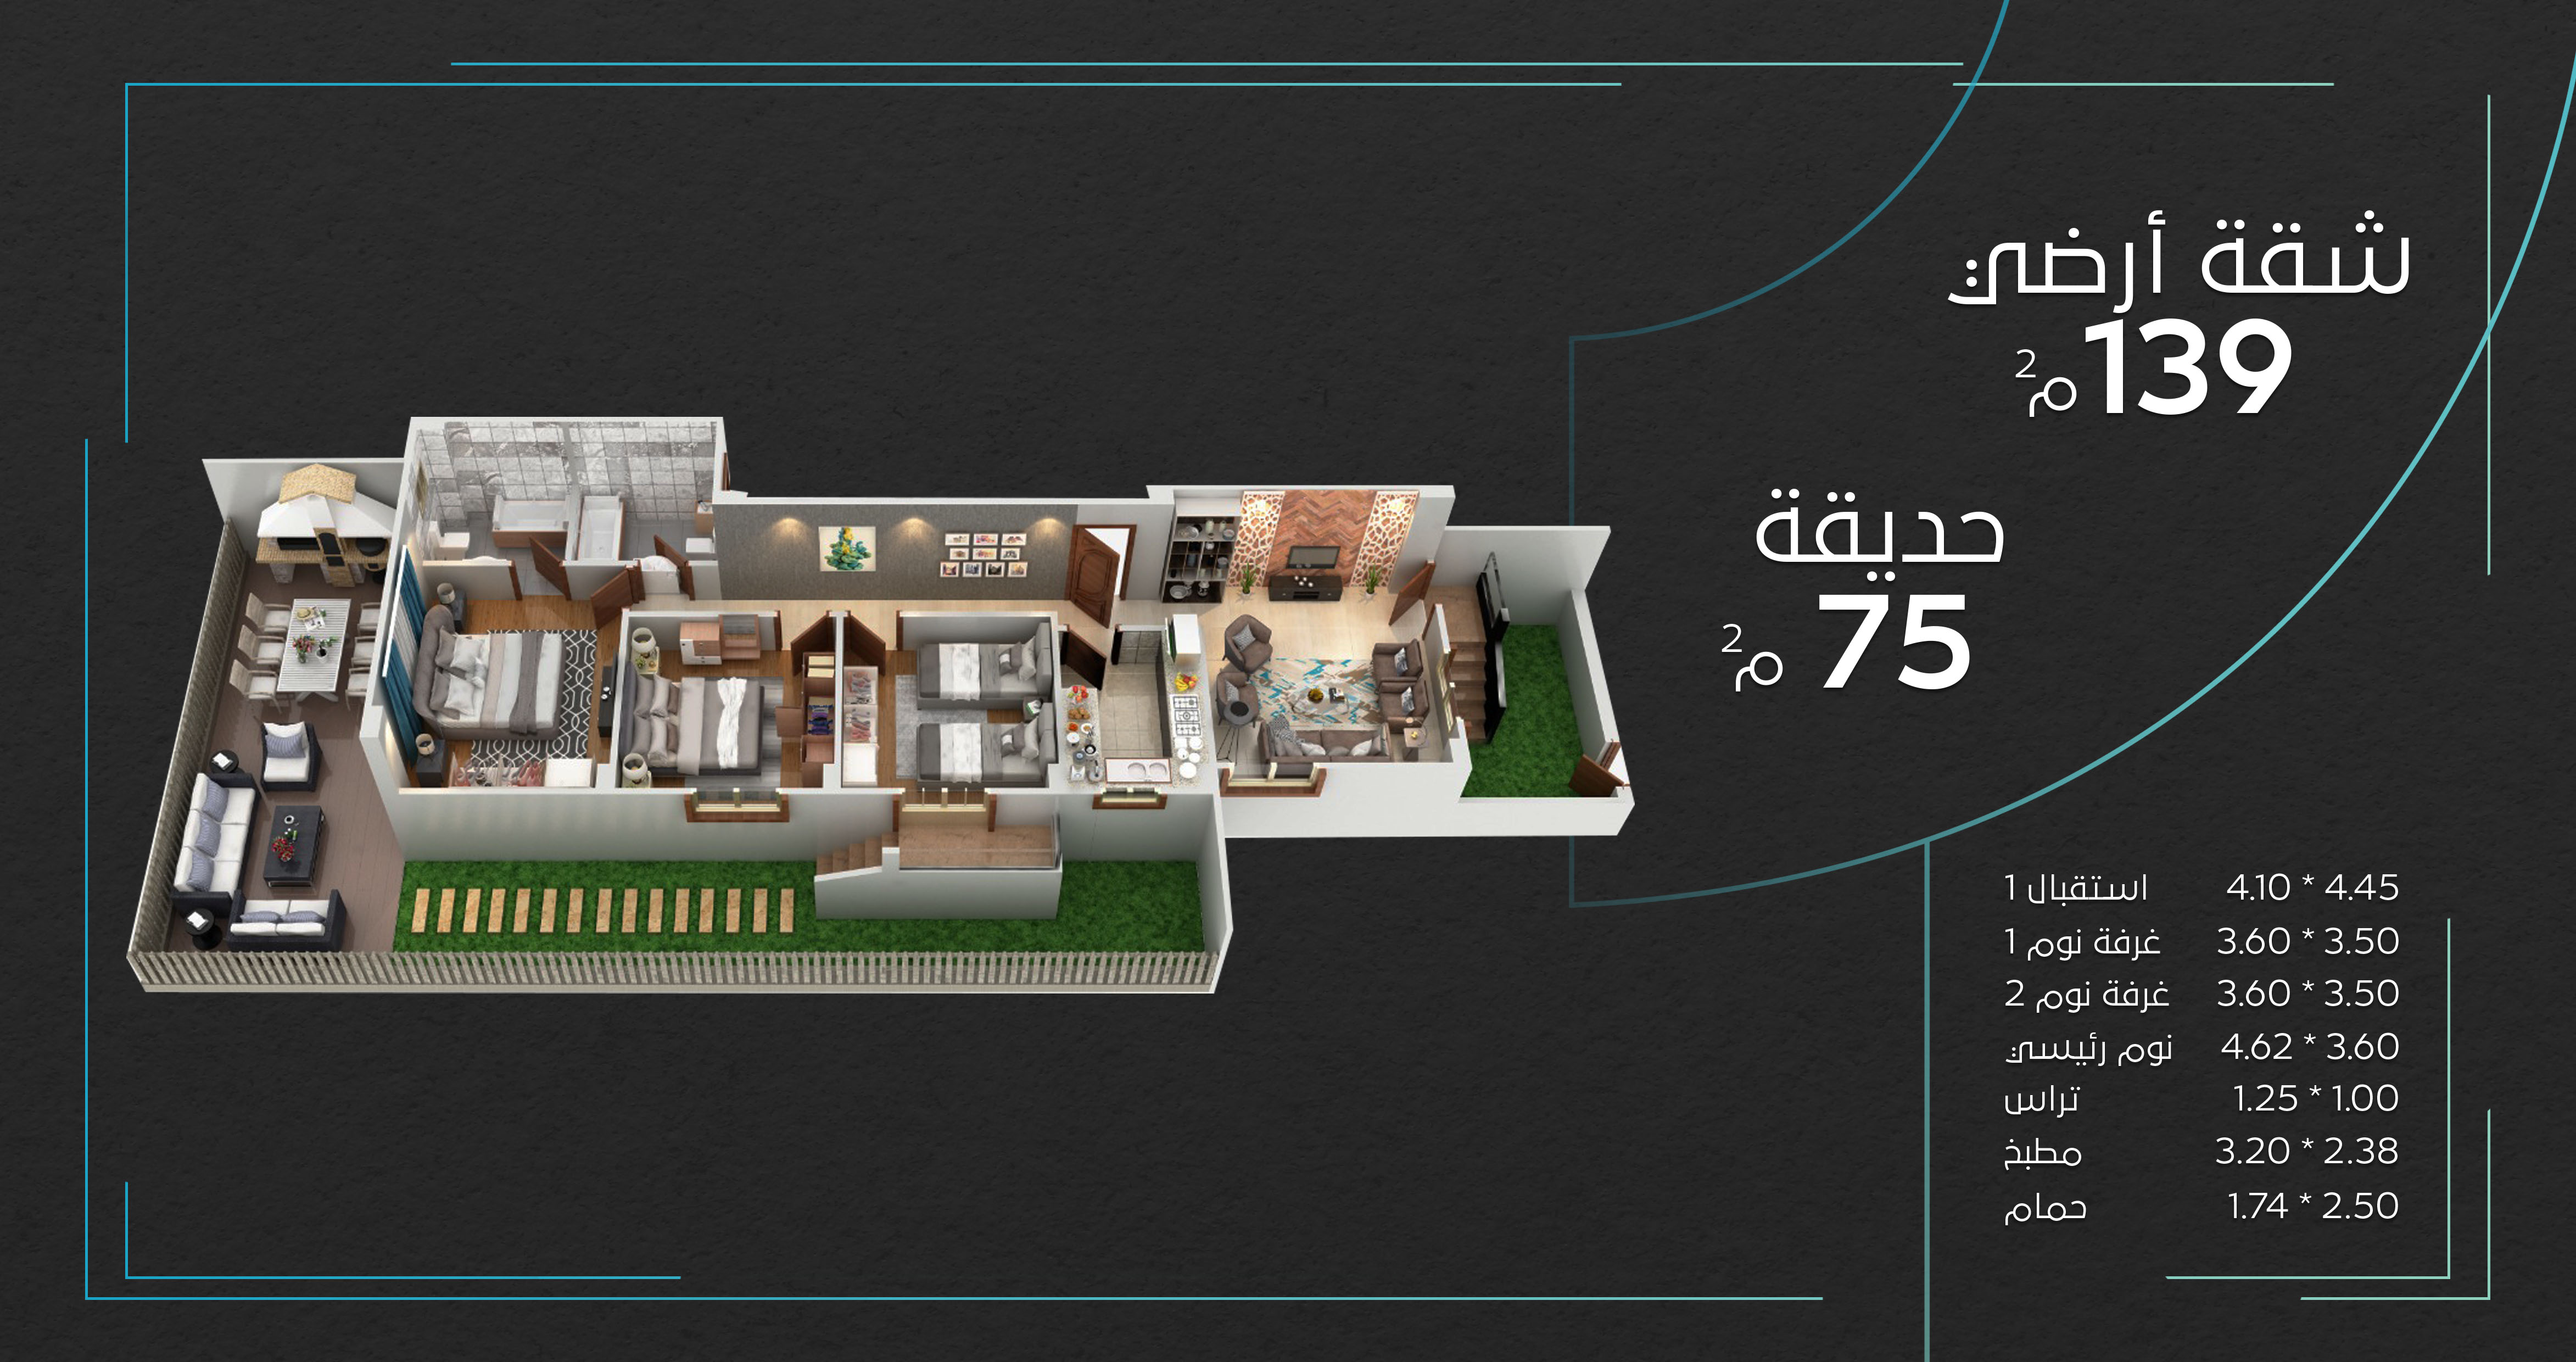 شقة أرضي
139م2
حديقة
75 م2
استقبال 1 4.10 * 4.45
غرفة نوم 1 3.60 * 3.50
غرفة نوم 2 3.60 * 3.50
نوم رئيسي 4.62 * 3.60
تراس 1.25 * 1.00
مطبخ 3.20 * 2.38
حمام 1.74 * 2.50